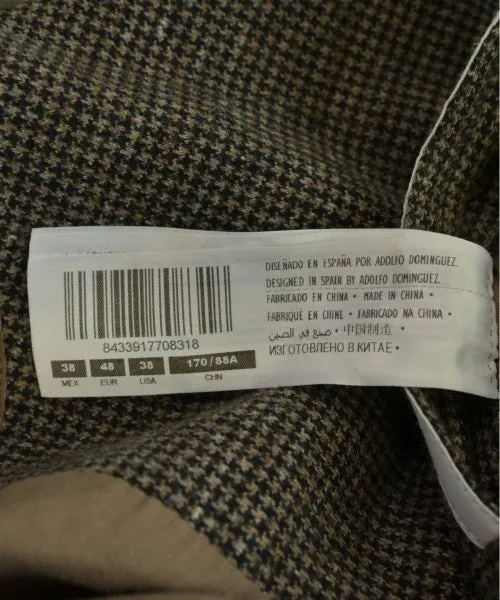 8433917708318
38 48 38 170/88A
MEX EUR USA CHN
DISEÑADO EN ESPAÑA POR ADOLFO DOMINGUEZ
DESIGNED IN SPAIN BY ADOLFO DOMINGUEZ
FABRICADO EN CHINA • MADE IN CHINA •
FABRIQUÉ EN CHINE • FABRICADO NA CHINA •
صنع في الصين • 中国制造 •
ИЗГОТОВЛЕНО В КИТАЕ •